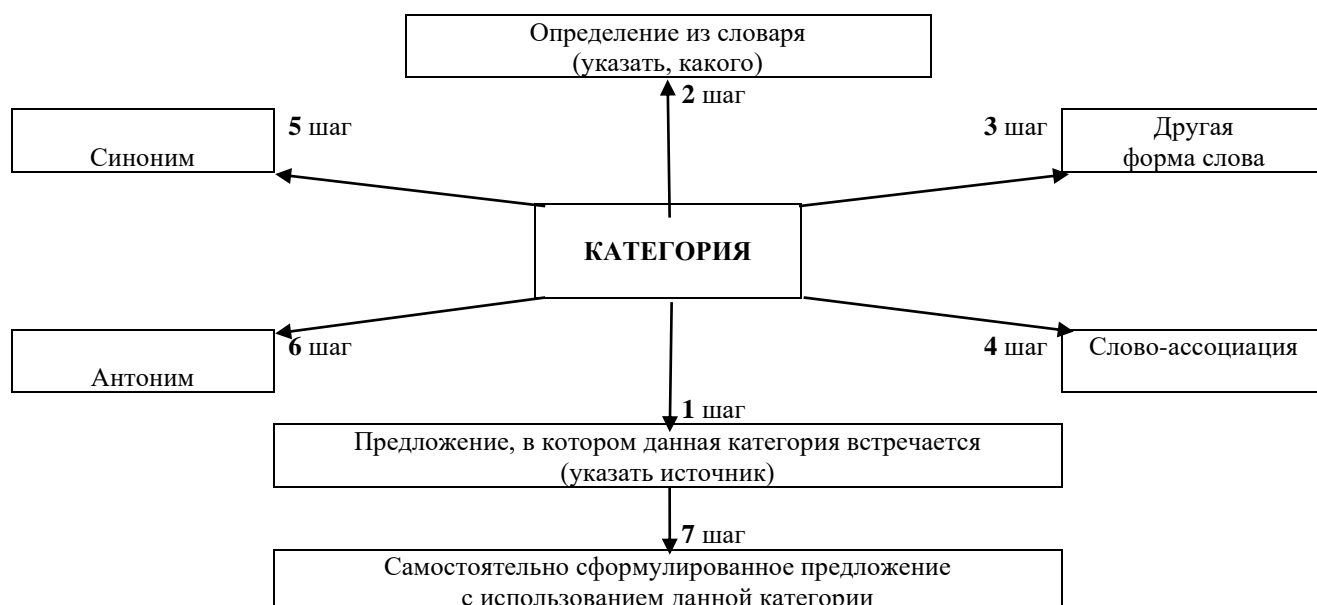 Определение из словаря
(указать, какого)
2 шаг
5 шаг
3 шаг
Другая
форма слова
Синоним
КАТЕГОРИЯ
6 шаг
4 шаг
Слово-ассоциация
Антоним
1 шаг
Предложение, в котором данная категория встречается
(указать источник)
7 шаг
Самостоятельно сформулированное предложение
с использованием данной категории